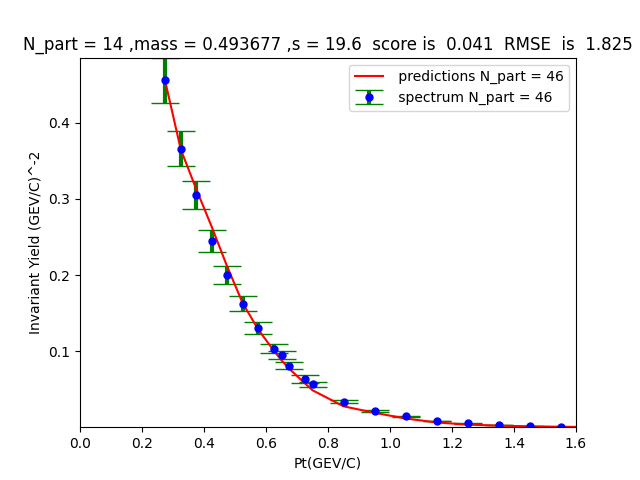 N_part = 14 ,mass = 0.493677 ,s = 19.6  score is  0.041  RMSE  is  1.825
predictions N_part = 46
spectrum N_part = 46
Invariant Yield (GEV/C)^-2
0.4
0.3
0.2
0.1
0.0 0.2 0.4 0.6 0.8 1.0 1.2 1.4 1.6
Pt(GEV/C)